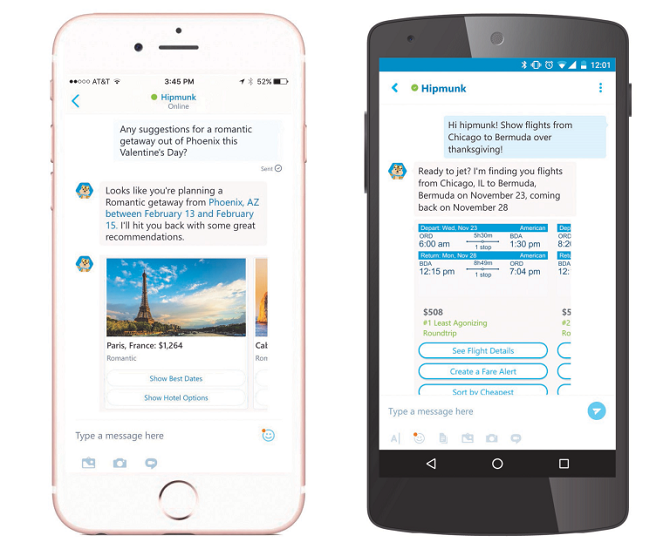 AT&T
3:45 PM
52%
Hipmunk
Online
Any suggestions for a romantic
getaway out of Phoenix this
Valentine's Day?
Sent
Looks like you're planning a
Romantic getaway from Phoenix, AZ
between February 13 and February
15. I'll hit you back with some great
recommendations.
Paris, France: $1,264
Romantic
Show Best Dates
Show Hotel Options
Cab
Ron
Type a message here
12:01
Hipmunk
Hi hipmunk! Show flights from
Chicago to Bermuda over
thanksgiving!
Ready to jet? I'm finding you flights
from Chicago, IL to Bermuda,
Bermuda on November 23, coming
back on November 28
Depart: Wed, Nov 23 American
ORD 5h30m BDA
6:00 am 1 stop 1:30 pm
Return: Mon, Nov 28 American
BDA 8h49m ORD
12:15 pm 1 stop 7:04 pm
$508
#1 Least Agonizing
Roundtrip
See Flight Details
Create a Fare Alert
Sort by Cheapest
Dep
ORD
8:20
Retu
BDA
12:
$5
#2
Ro
Type a message here
A